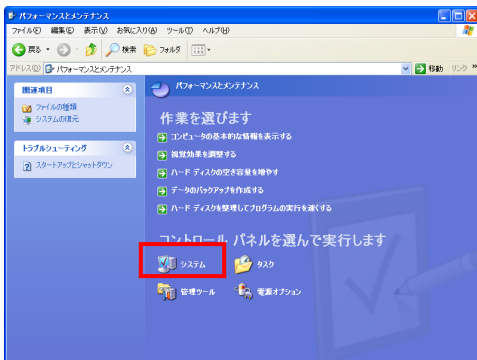 パフォーマンスとメンテナンス
ファイル(F) 編集(E) 表示(V) お気に入り(A) ツール(T) ヘルプ(H)
戻る 検索 フォルダ
アドレス(D) パフォーマンスとメンテナンス 移動 リンク »
関連項目
ファイルの種類
システムの復元
トラブルシューティング
スタートアップとシャットダウン
パフォーマンスとメンテナンス
作業を選びます
コンピュータの基本的な情報を表示する
視覚効果を調整する
ハード ディスクの空き容量を増やす
データのバックアップを作成する
ハード ディスクを整理してプログラムの実行を速くする
コントロール パネルを選んで実行します
システム タスク
管理ツール 電源オプション